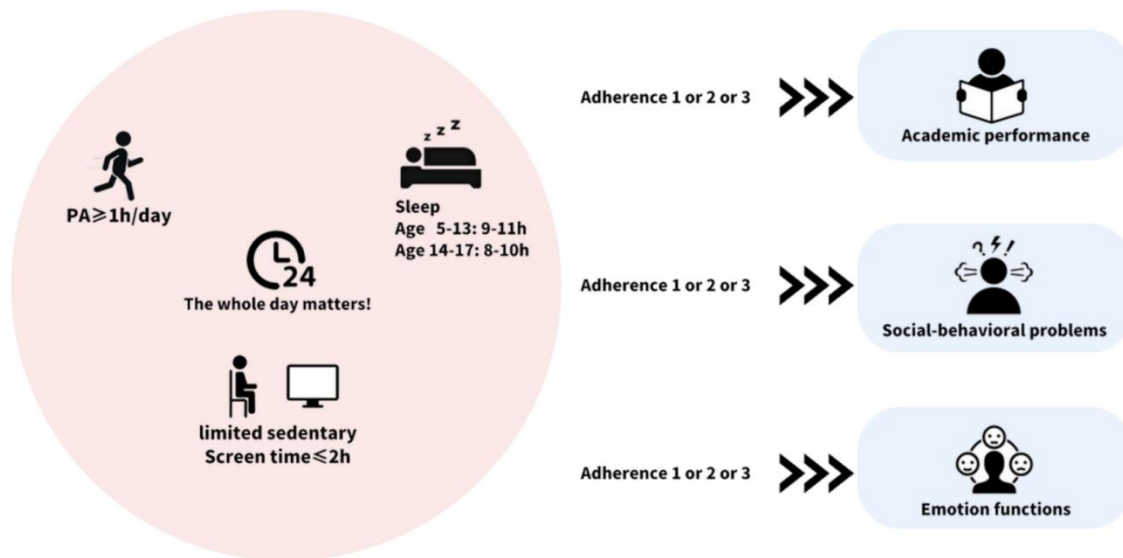 PA≥1h/day
z z z
Sleep
Age 5-13: 9-11h
Age 14-17: 8-10h
24
The whole day matters!
limited sedentary
Screen time≤2h
Adherence 1 or 2 or 3
Academic performance
Adherence 1 or 2 or 3
? !
Social-behavioral problems
Adherence 1 or 2 or 3
Emotion functions